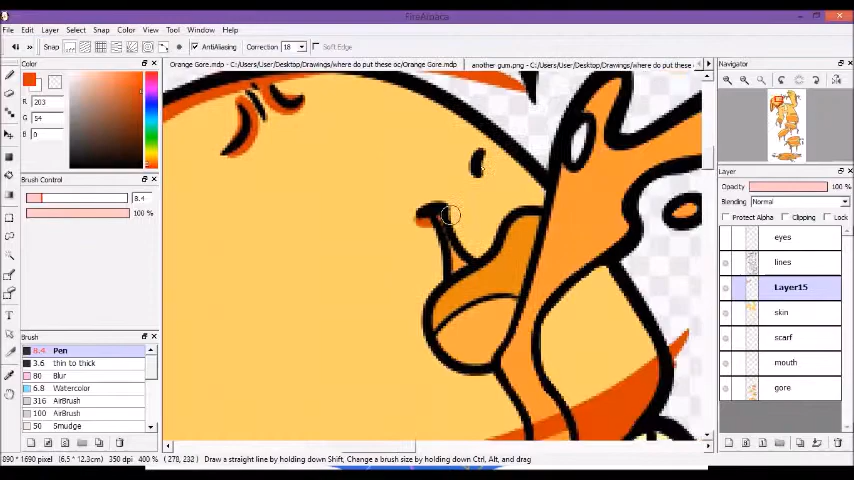 FireAlpaca
File Edit Layer Select Snap Color View Tool Window Help
Snap AntiAliasing Correction 18 Soft Edge
Color
Orange Gore.mdp - C:/Users/User/Desktop/Drawings/where do put these oc/Orange Gore.mdp another gum.png - C:/Users/User/Desktop/Drawings/where do put these
Navigator
R 203
G 54
B 0
Brush Control
8.4
100 %
Layer
Opacity 100 %
Blending Normal
Protect Alpha Clipping Lock
eyes
lines
Layer15
skin
scarf
mouth
gore
Brush
8.4 Pen
3.6 thin to thick
80 Blur
6.8 Watercolor
316 AirBrush
100 AirBrush
50 Smudge
890 * 1690 pixel (6.5 * 12.3cm) 350 dpi 400 % ( 278, 232 ) Draw a straight line by holding down Shift, Change a brush size by holding down Ctrl, Alt, and drag